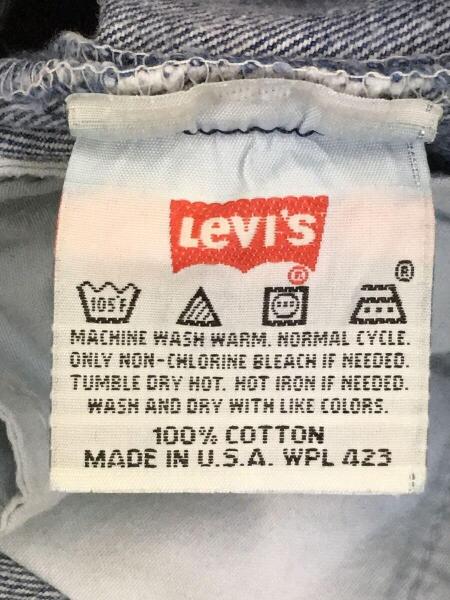 Levi's
®
®
105°F
MACHINE WASH WARM. NORMAL CYCLE.
ONLY NON-CHLORINE BLEACH IF NEEDED.
TUMBLE DRY HOT. HOT IRON IF NEEDED.
WASH AND DRY WITH LIKE COLORS.
100% COTTON
MADE IN U.S.A. WPL 423